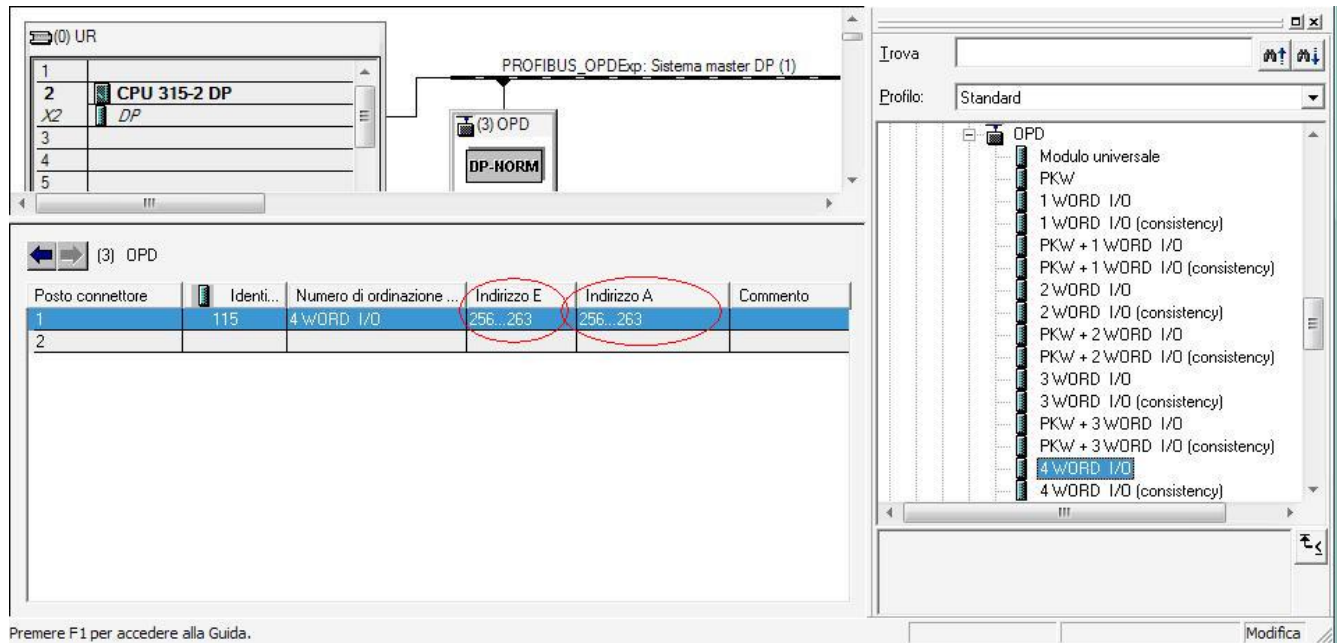 (0) UR
1
2 CPU 315-2 DP
X2 DP
3
4
5
PROFIBUS_OPDExp: Sistema master DP (1)
(3) OPD
DP-NORM
(3) OPD
Posto connettore Identi... Numero di ordinazione ... Indirizzo E Indirizzo A Commento
1 115 4 WORD I/O 256...263 256...263
2
Trova
Profilo: Standard
OPD
Modulo universale
PKW
1 WORD I/O
1 WORD I/O (consistency)
PKW + 1 WORD I/O
PKW + 1 WORD I/O (consistency)
2 WORD I/O
2 WORD I/O (consistency)
PKW + 2 WORD I/O
PKW + 2 WORD I/O (consistency)
3 WORD I/O
3 WORD I/O (consistency)
PKW + 3 WORD I/O
PKW + 3 WORD I/O (consistency)
4 WORD I/O
4 WORD I/O (consistency)
Premere F1 per accedere alla Guida.
Modifica